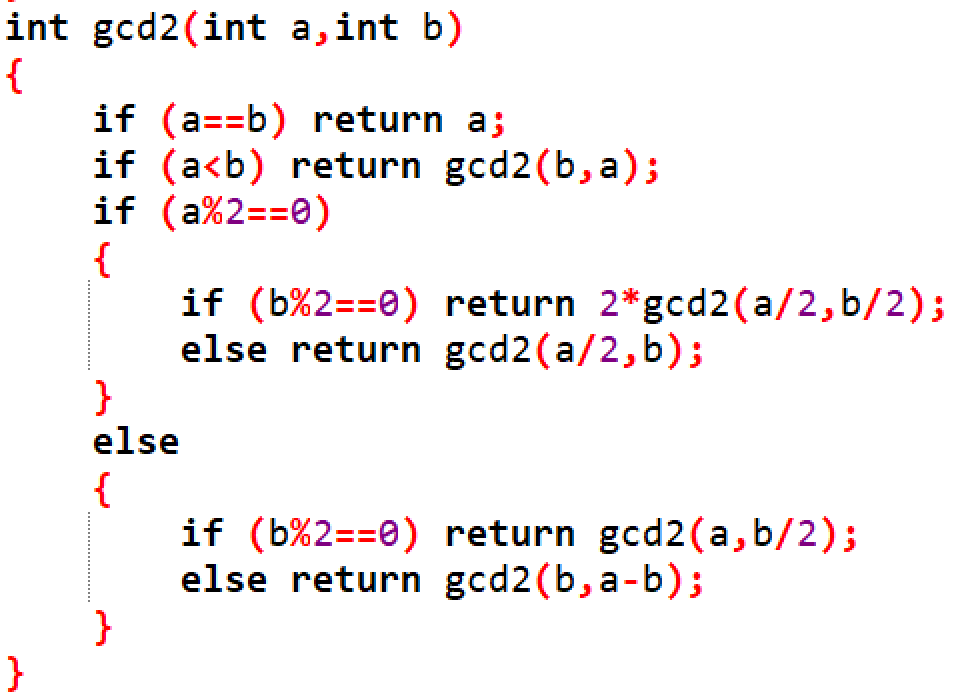 int gcd2(int a,int b)
{
    if (a==b) return a;
    if (a<b) return gcd2(b,a);
    if (a%2==0)
    {
        if (b%2==0) return 2*gcd2(a/2,b/2);
        else return gcd2(a/2,b);
    }
    else
    {
        if (b%2==0) return gcd2(a,b/2);
        else return gcd2(b,a-b);
    }
}